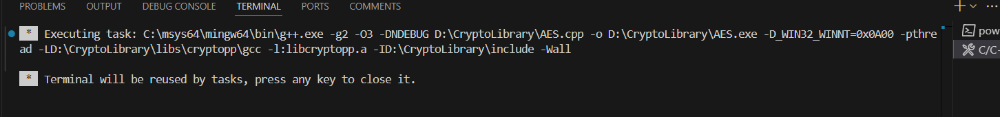 PROBLEMS OUTPUT DEBUG CONSOLE TERMINAL PORTS COMMENTS
* Executing task: C:\msys64\mingw64\bin\g++.exe -g2 -O3 -DNDEBUG D:\CryptoLibrary\AES.cpp -o D:\CryptoLibrary\AES.exe -D_WIN32_WINNT=0x0A00 -pthre
ad -LD:\CryptoLibrary\libs\cryptopp\gcc -l:libcryptopp.a -ID:\CryptoLibrary\include -Wall
* Terminal will be reused by tasks, press any key to close it.
pow
C/C-